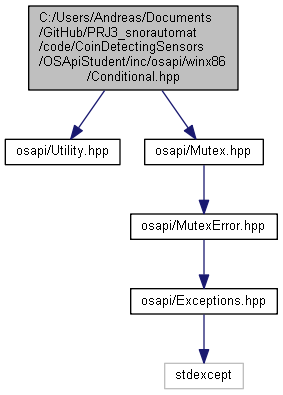 C:/Users/Andreas/Documents
/GitHub/PRJ3_snorautomat
/code/CoinDetectingSensors
/OSApiStudent/inc/osapi/winx86
/Conditional.hpp
osapi/Utility.hpp
osapi/Mutex.hpp
osapi/MutexError.hpp
osapi/Exceptions.hpp
stdexcept